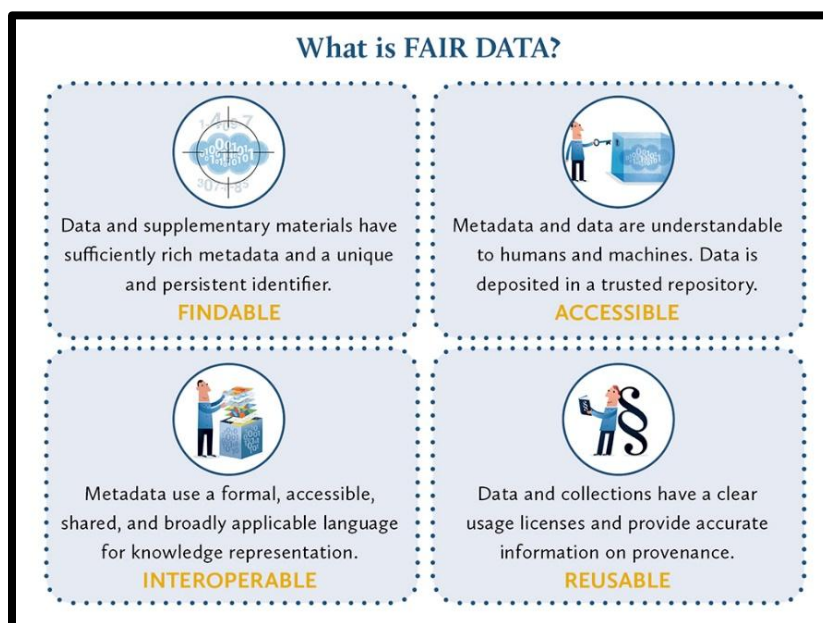 What is FAIR DATA?
Data and supplementary materials have
sufficiently rich metadata and a unique
and persistent identifier.
FINDABLE
Metadata and data are understandable
to humans and machines. Data is
deposited in a trusted repository.
ACCESSIBLE
Metadata use a formal, accessible,
shared, and broadly applicable language
for knowledge representation.
INTEROPERABLE
Data and collections have a clear
usage licenses and provide accurate
information on provenance.
REUSABLE